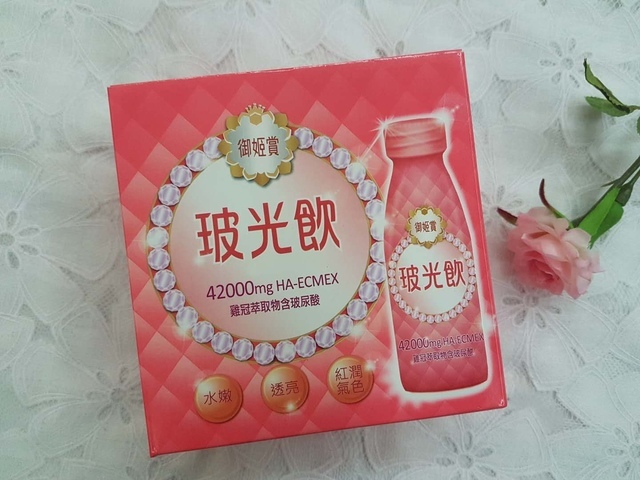 御姬賞
玻光飲
42000mg HA-ECMEX
雞冠萃取物含玻尿酸
水嫩
透亮
紅潤
氣色
御姬賞
玻光飲
42000mg HA-ECMEX
雞冠萃取物含玻尿酸